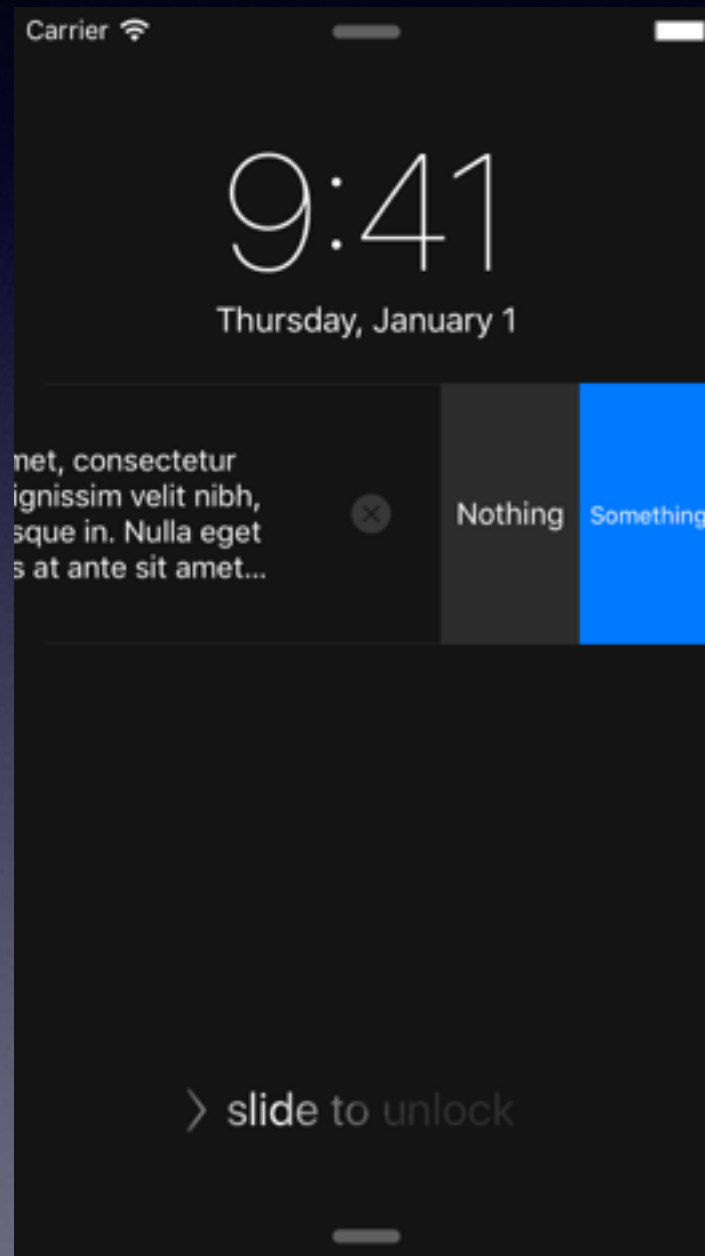 Carrier
9:41
Thursday, January 1
met, consectetur
ignissim velit nibh,
sque in. Nulla eget
s at ante sit amet...
Nothing
Something
slide to unlock